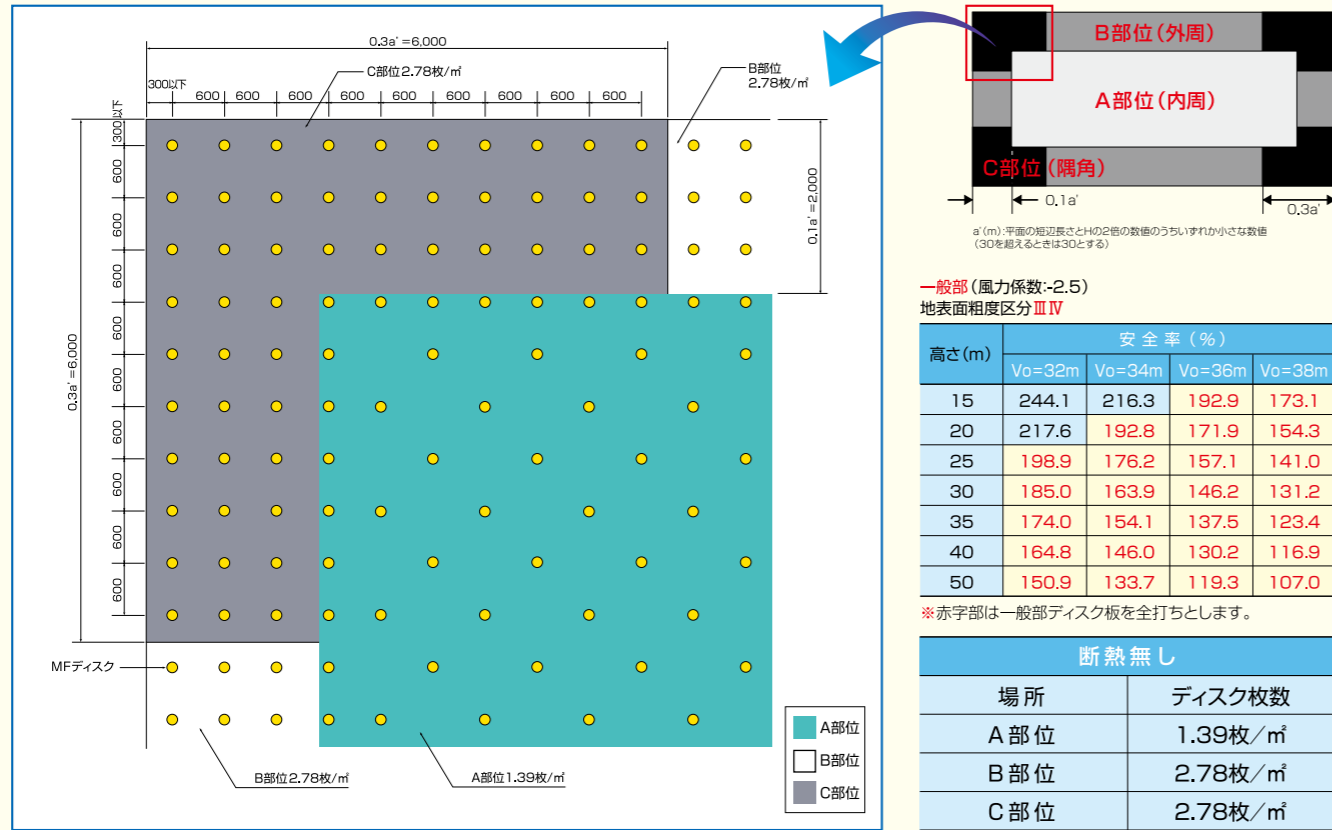 0.3a'=6,000
C部位2.78枚/㎡
B部位
2.78枚/㎡
300以下
600 600 600 600 600 600 600 600 600
300以下
600
600
600
600
600
600
600
600
600
0.3a'=6,000
0.1a'=2,000
MFディスク
B部位2.78枚/㎡
A部位1.39枚/㎡
A部位
B部位
C部位
B部位(外周)
A部位(内周)
C部位(隅角)
0.1a'
0.3a'
a'(m):平面の短辺長さとHの2倍の数値のうちいずれか小さな数値
(30を超えるときは30とする)
一般部(風力係数:-2.5)
地表面粗度区分ⅢⅣ
高さ(m) 安全率(%)
Vo=32m Vo=34m Vo=36m Vo=38m
15 244.1 216.3 192.9 173.1
20 217.6 192.8 171.9 154.3
25 198.9 176.2 157.1 141.0
30 185.0 163.9 146.2 131.2
35 174.0 154.1 137.5 123.4
40 164.8 146.0 130.2 116.9
50 150.9 133.7 119.3 107.0
※赤字部は一般部ディスク板を全打ちとします。
断熱無し
場所 ディスク枚数
A部位 1.39枚/㎡
B部位 2.78枚/㎡
C部位 2.78枚/㎡